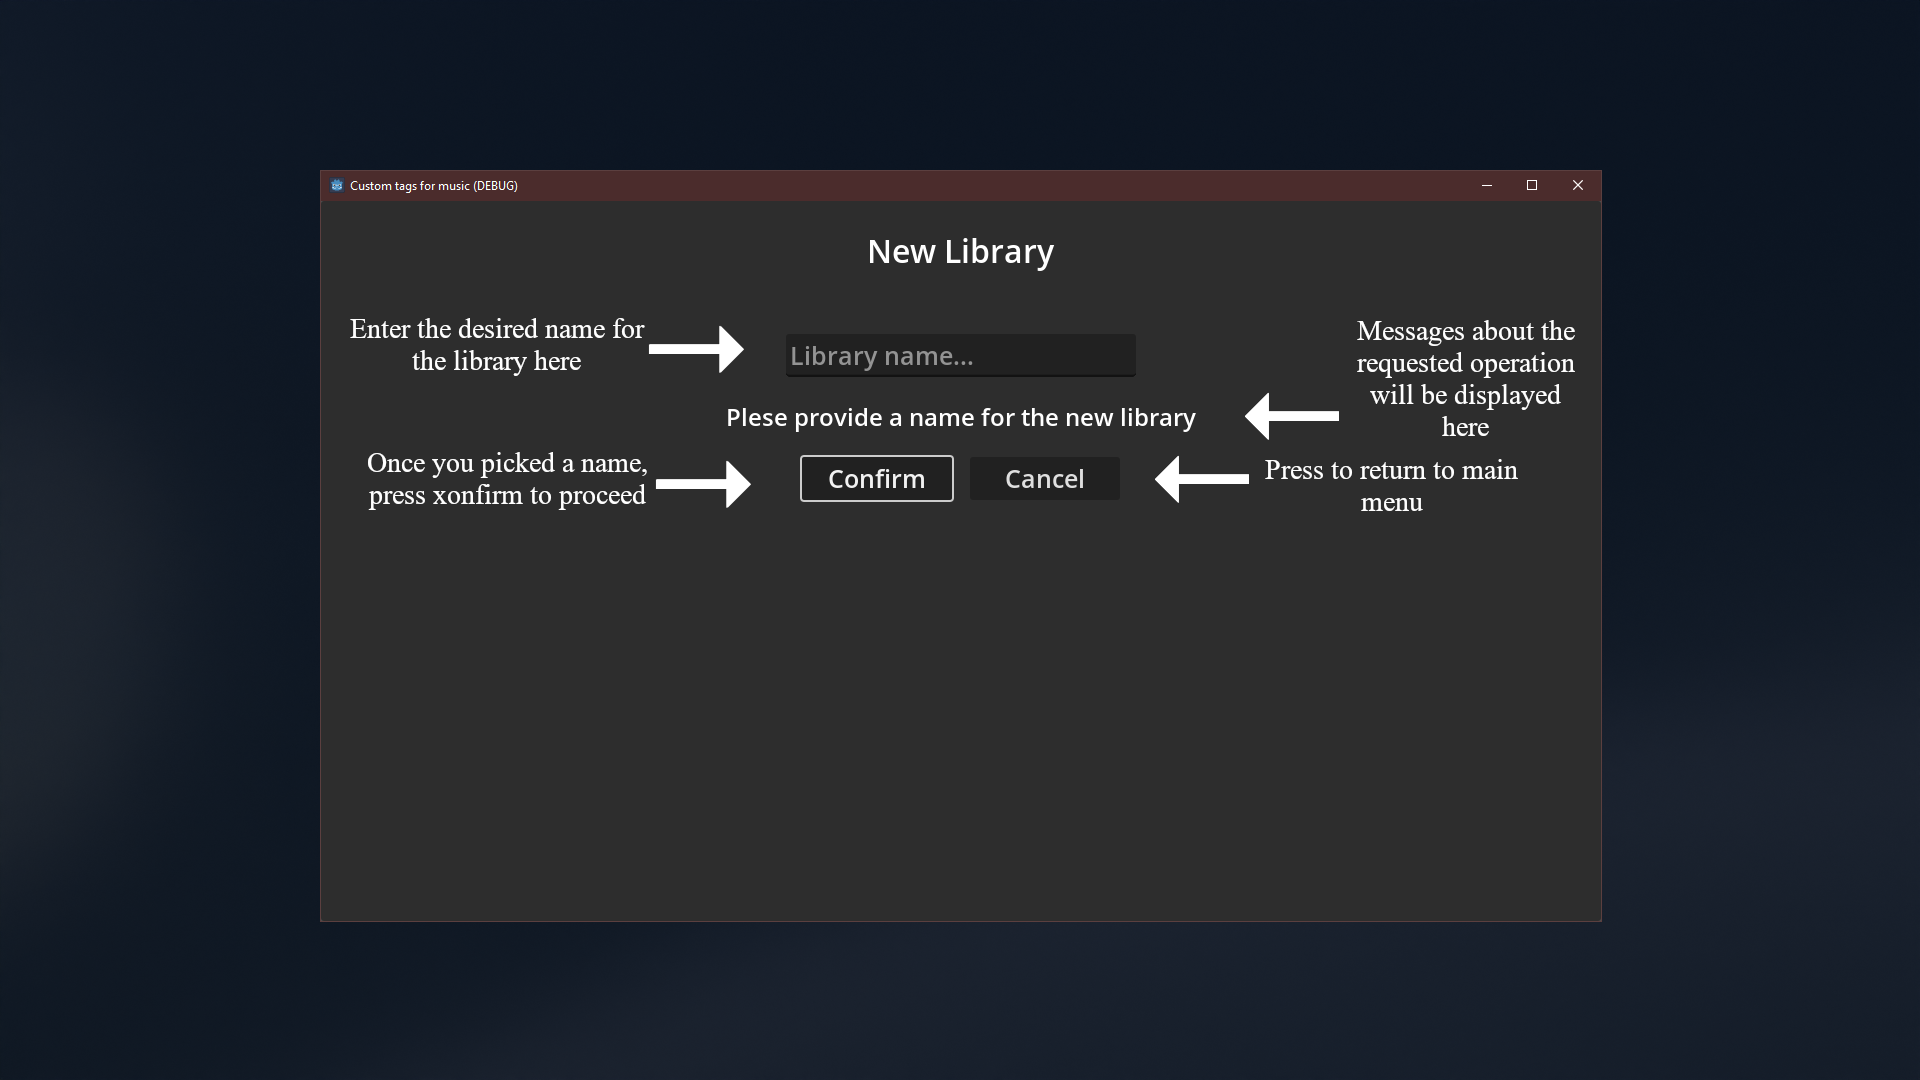 Custom tags for music (DEBUG)
New Library
Enter the desired name for
the library here
Library name...
Messages about the
requested operation
will be displayed
here
Plese provide a name for the new library
Once you picked a name,
press xonfirm to proceed
Confirm
Cancel
Press to return to main
menu